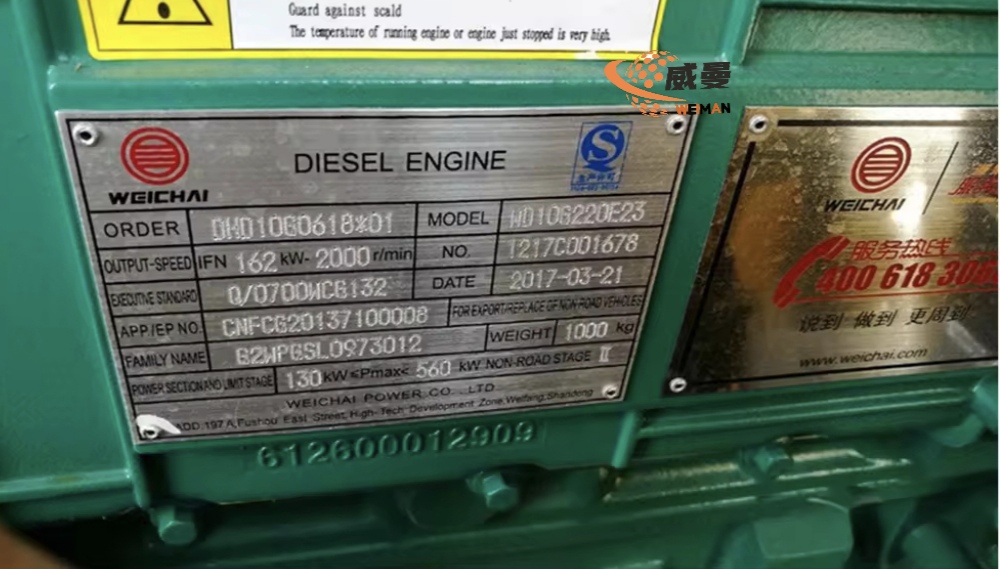 Guard against scald
The temperature of running engine or engine just stopped is very high.
威曼
WEMAN
WEICHAI
DIESEL ENGINE
S
ORDER DHD10G0618*01 MODEL WD10G220E23
OUTPUT-SPEED IFN 162 kW- 2000 r/min NO. 1217C001678
EXECUTIVE STANDARD Q/0700WCG132 DATE 2017-03-21
APP./EP NO. CNFCG20137100008 FOR EXPORT/REPLACE OF NON-ROAD VEHICLES
FAMILY NAME WEIGHT 1000 kg
POWER SECTION AND LIMIT STAGE 130 kW ≤Pmax≤ 560 kW NON-ROAD STAGE II
WEICHAI POWER CO., LTD
ADD:197 A,Fushou East Street,High-Tech Development Zone,Weifang,Shandong
612600012909
WEICHAI
服务热线
400 618 30
说到 做到 更周到
www.weichai.com